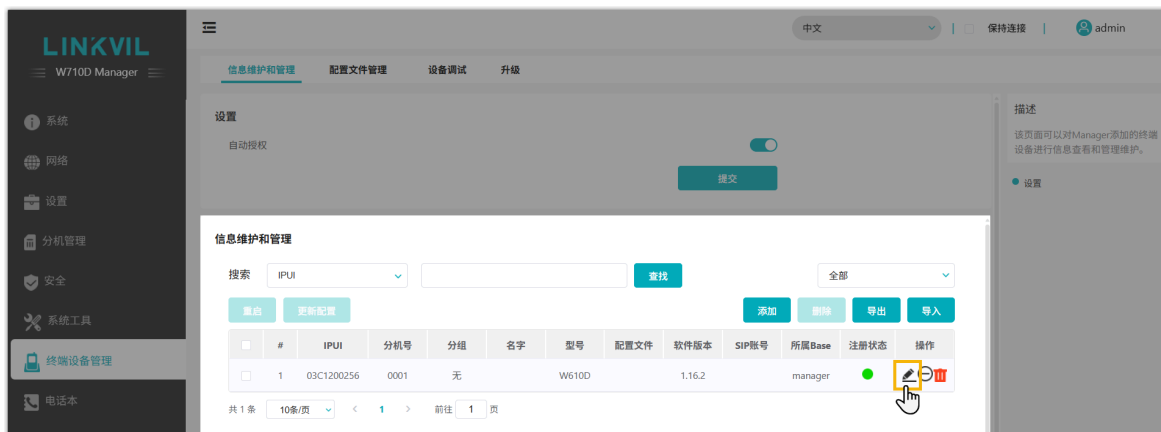 LINKVIL
W710D Manager
系统
网络
设置
分机管理
安全
系统工具
终端设备管理
电话本
中文
保持连接
admin
信息维护和管理 配置文件管理 设备调试 升级
设置
自动授权
提交
描述
该页面可以对Manager添加的终端
设备进行信息查看和管理维护。
设置
信息维护和管理
搜索 IPUI 查找 全部
重启 更新配置 添加 删除 导出 导入
# IPUI 分机号 分组 名字 型号 配置文件 软件版本 SIP账号 所属Base 注册状态 操作
1 03C1200256 0001 无 W610D 1.16.2 manager
共 1 条 10条/页 < 1 > 前往 1 页